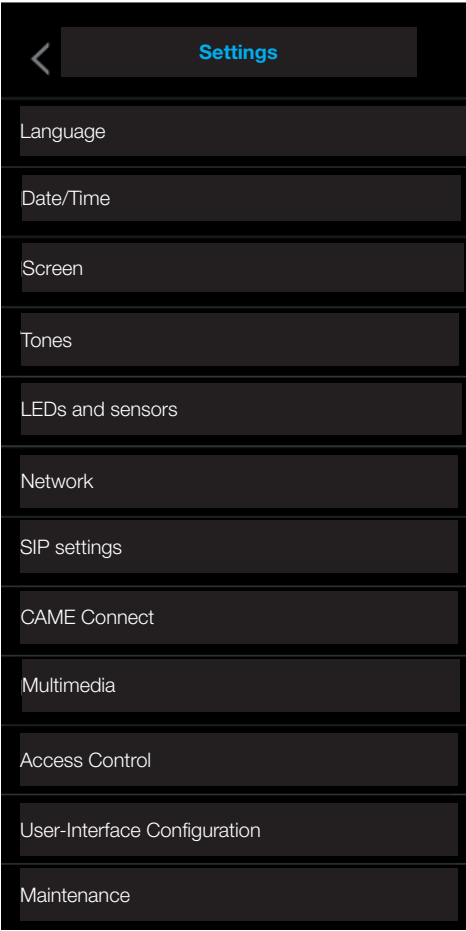 Settings
Language
Date/Time
Screen
Tones
LEDs and sensors
Network
SIP settings
CAME Connect
Multimedia
Access Control
User-Interface Configuration
Maintenance